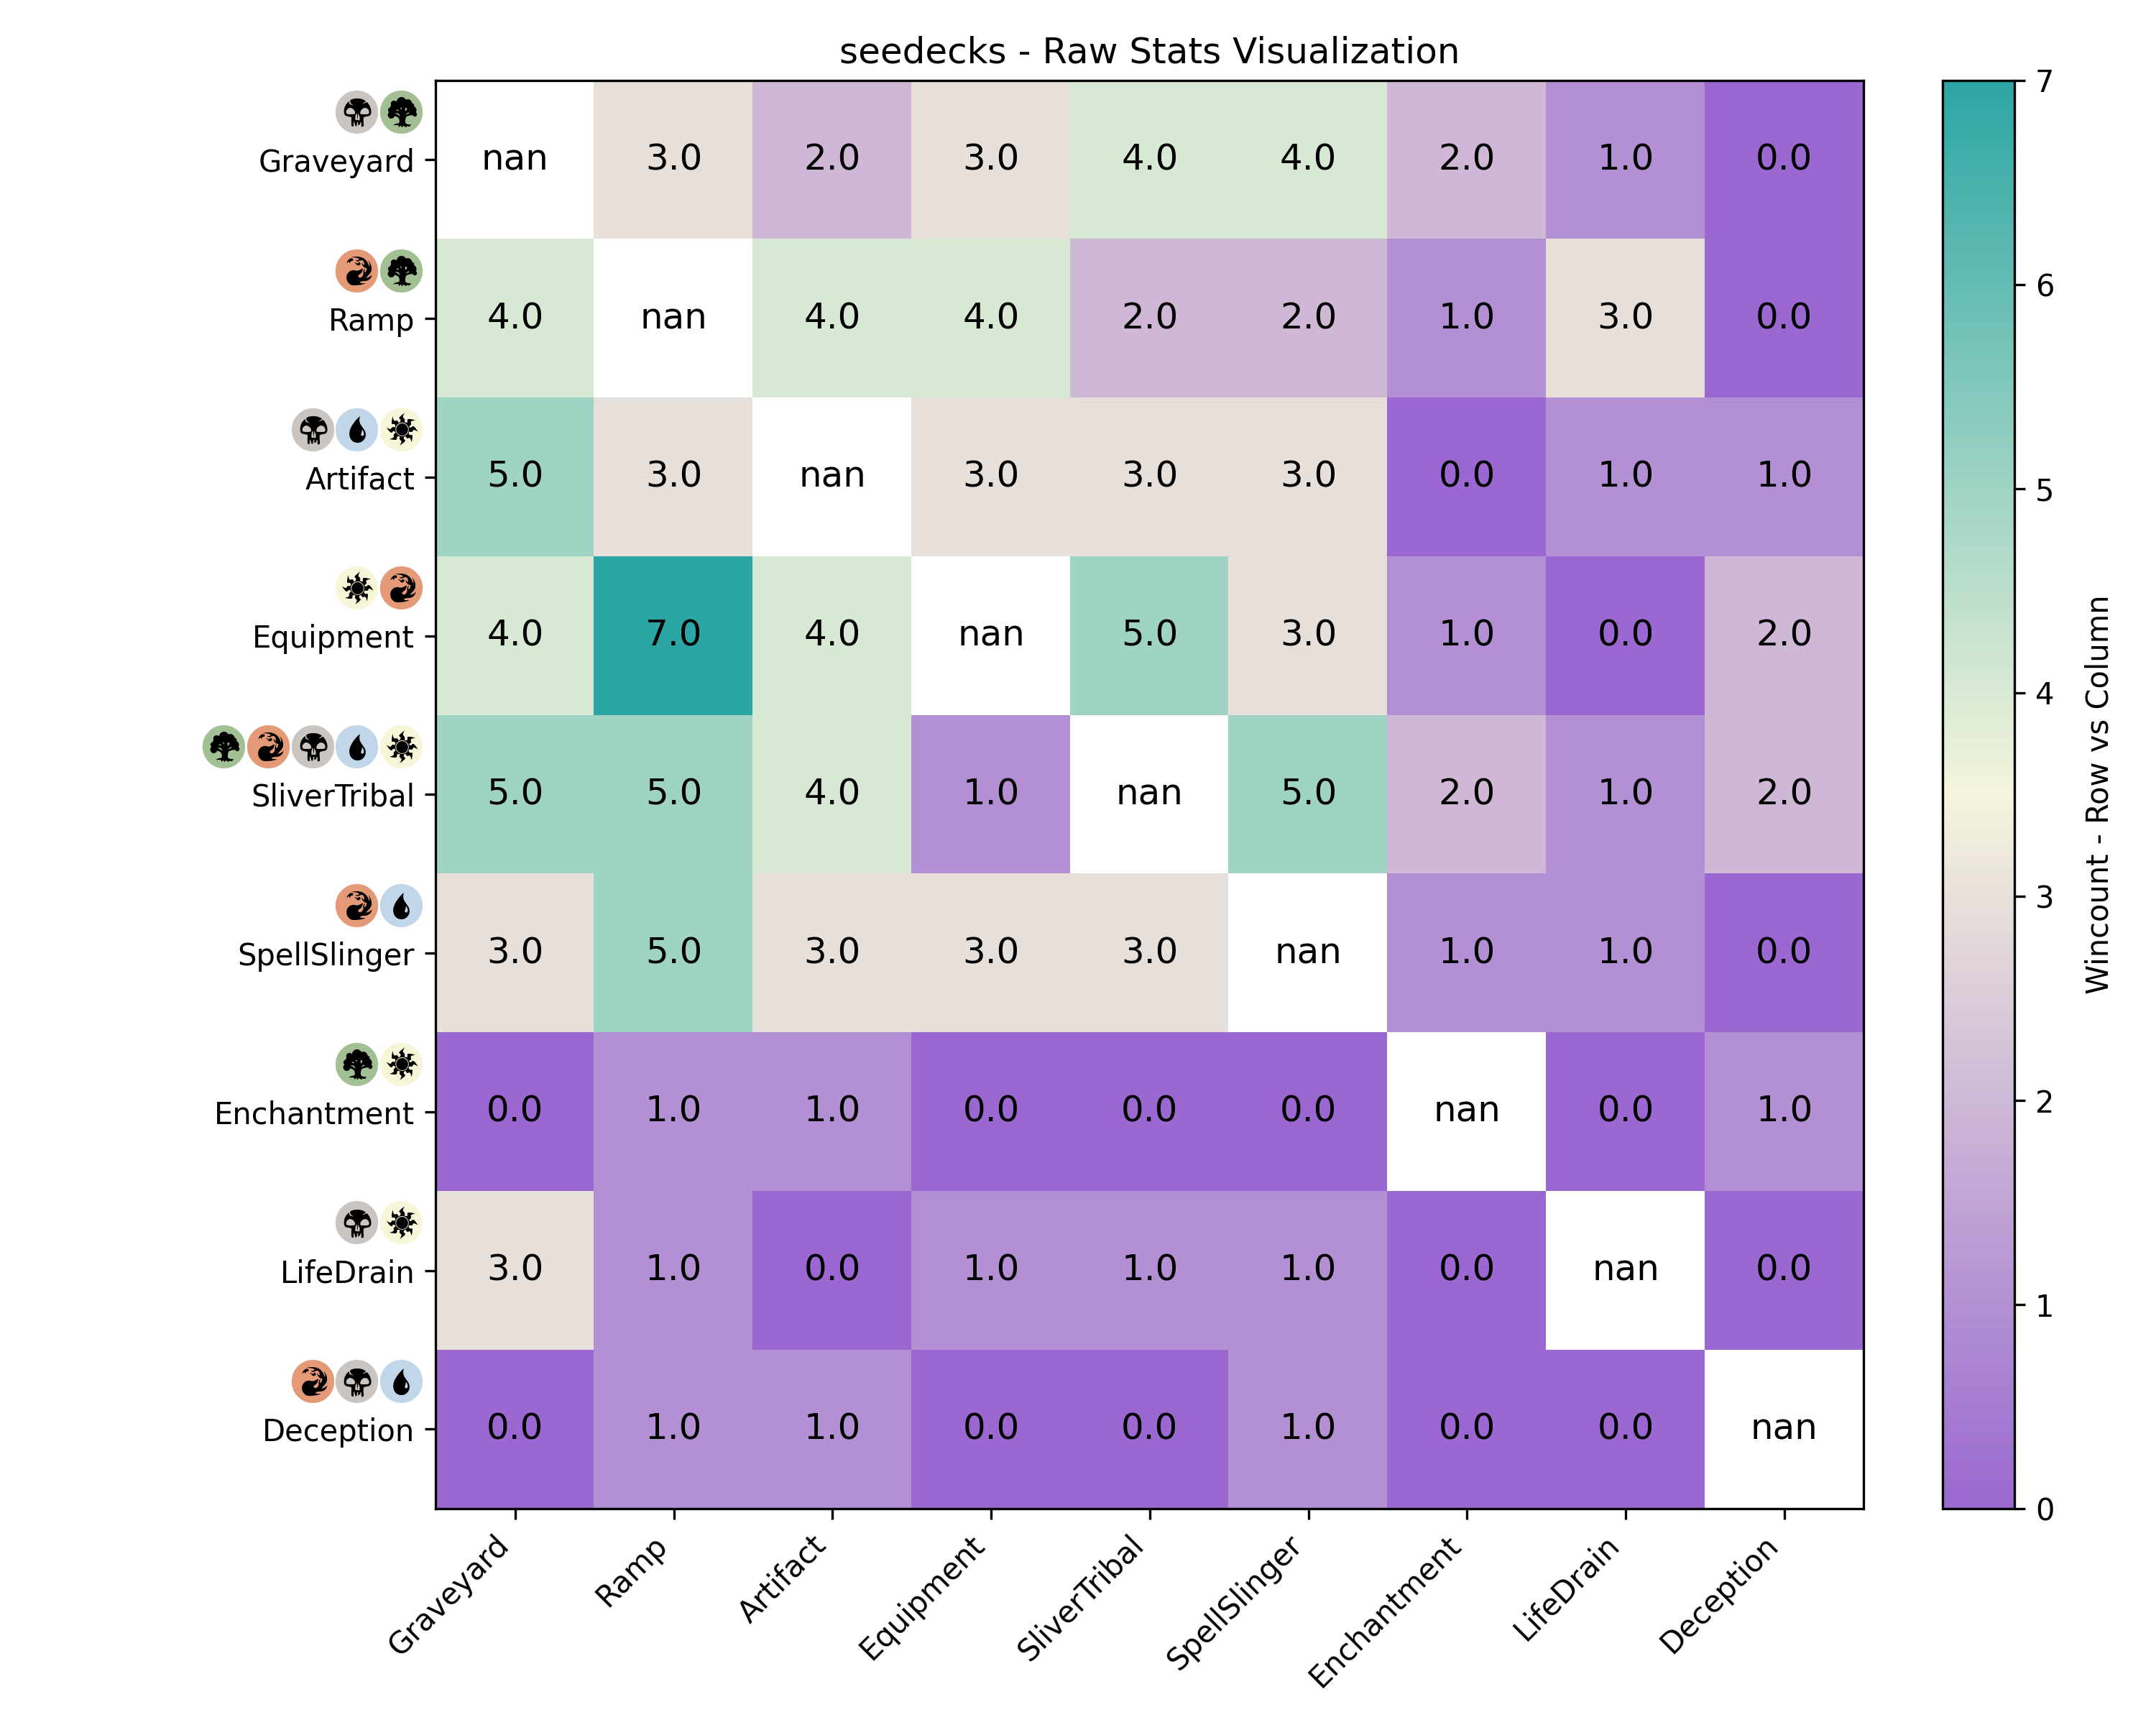 seedecks - Raw Stats Visualization
Graveyard nan 3.0 2.0 3.0 4.0 4.0 2.0 1.0 0.0
Ramp 4.0 nan 4.0 4.0 2.0 2.0 1.0 3.0 0.0
Artifact 5.0 3.0 nan 3.0 3.0 3.0 0.0 1.0 1.0
Equipment 4.0 7.0 4.0 nan 5.0 3.0 1.0 0.0 2.0
SliverTribal 5.0 5.0 4.0 1.0 nan 5.0 2.0 1.0 2.0
SpellSlinger 3.0 5.0 3.0 3.0 3.0 nan 1.0 1.0 0.0
Enchantment 0.0 1.0 1.0 0.0 0.0 0.0 nan 0.0 1.0
LifeDrain 3.0 1.0 0.0 1.0 1.0 1.0 0.0 nan 0.0
Deception 0.0 1.0 1.0 0.0 0.0 1.0 0.0 0.0 nan
Graveyard
Ramp
Artifact
Equipment
SliverTribal
SpellSlinger
Enchantment
LifeDrain
Deception
7
6
5
4
3
2
1
0
Wincount - Row vs Column